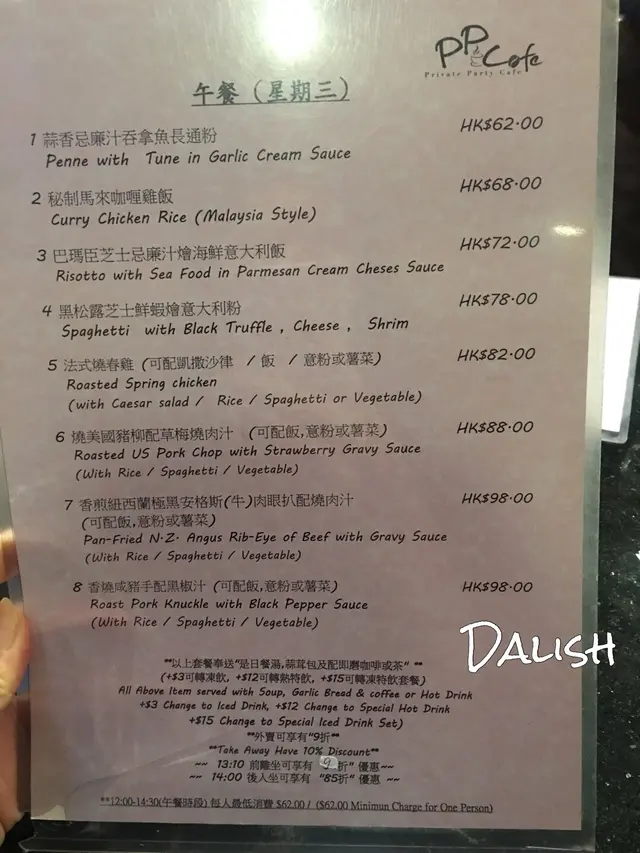 PP Cafe
Private Party Cafe
午餐 (星期三)
1 蒜香忌廉汁吞拿魚長通粉 HK$62.00
Penne with Tune in Garlic Cream Sauce
2 秘制馬來咖喱雞飯 HK$68.00
Curry Chicken Rice (Malaysia Style)
3 巴瑪臣芝士忌廉汁燴海鮮意大利飯 HK$72.00
Risotto with Sea Food in Parmesan Cream Cheses Sauce
4 黑松露芝士鮮蝦燴意大利粉 HK$78.00
Spaghetti with Black Truffle , Cheese , Shrim
5 法式燒春雞 (可配凱撒沙律 / 飯 / 意粉或薯菜) HK$82.00
Roasted Spring chicken
(with Caesar salad / Rice / Spaghetti or Vegetable)
6 燒美國豬柳配草梅燒肉汁 (可配飯,意粉或薯菜) HK$88.00
Roasted US Pork Chop with Strawberry Gravy Sauce
(With Rice / Spaghetti / Vegetable)
7 香煎紐西蘭極黑安格斯(牛)肉眼扒配燒肉汁 HK$98.00
(可配飯,意粉或薯菜)
Pan-Fried N.Z. Angus Rib-Eye of Beef with Gravy Sauce
(With Rice / Spaghetti / Vegetable)
8 香燒咸豬手配黑椒汁 (可配飯,意粉或薯菜) HK$98.00
Roast Pork Knuckle with Black Pepper Sauce
(With Rice / Spaghetti / Vegetable)
Dalish
**以上套餐奉送"是日餐湯,蒜茸包及配即磨咖啡或茶" **
(+$3可轉凍飲, +$12可轉熱特飲, +$15可轉凍特飲套餐)
All Above Item served with Soup, Garlic Bread & coffee or Hot Drink
+$3 Change to Iced Drink, +$12 Change to Special Hot Drink
+$15 Change to Special Iced Drink Set)
**外賣可享有"9折"
**Take Away Have 10% Discount**
~~ 13:10 前離坐可享有 "9折" 優惠~~
~~ 14:00 後人坐可享有 "85折" 優惠 ~~
**12:00-14:30(午餐時段) 每人最低消費 $62.00 / ($62.00 Minimun Charge for One Person)